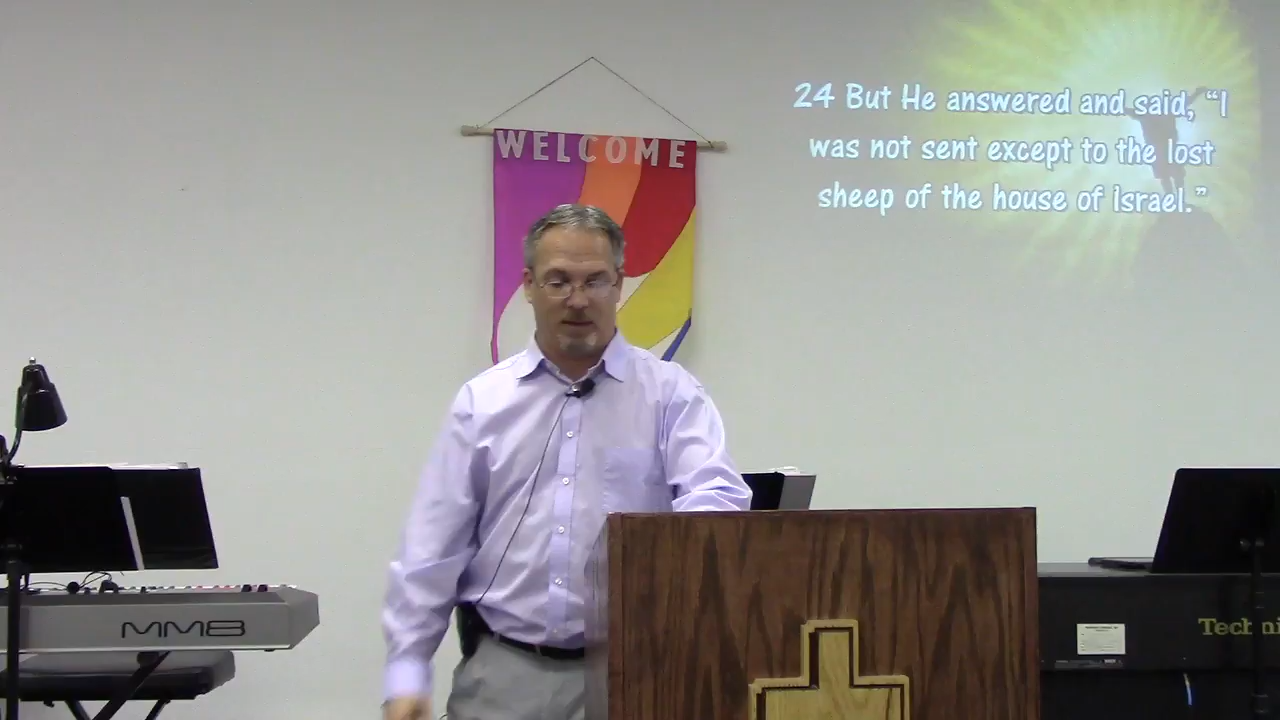 WELCOME
24 But He answered and said, “I
was not sent except to the lost
sheep of the house of Israel.”
MM8